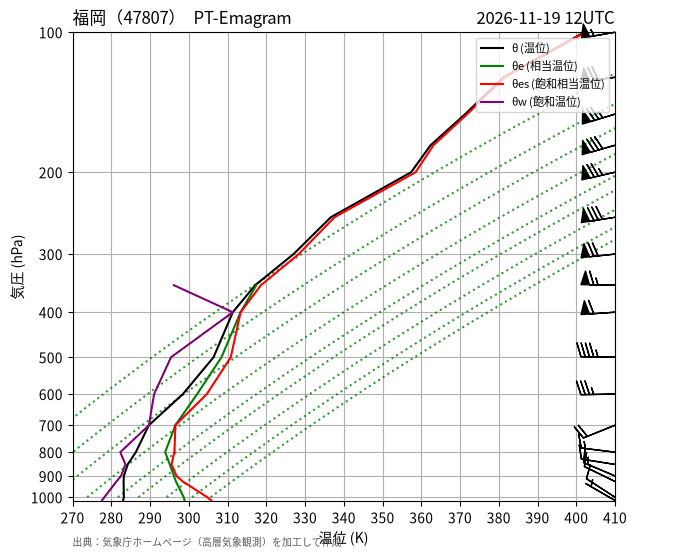 福岡（47807） PT-Emagram
2026-11-19 12UTC
θ (温位)
θe (相当温位)
θes (飽和相当温位)
θw (飽和温位)
気圧 (hPa)
100
200
300
400
500
600
700
800
900
1000
270 280 290 300 310 320 330 340 350 360 370 380 390 400 410
温位 (K)
出典：気象庁ホームページ（高層気象観測）を加工して作成